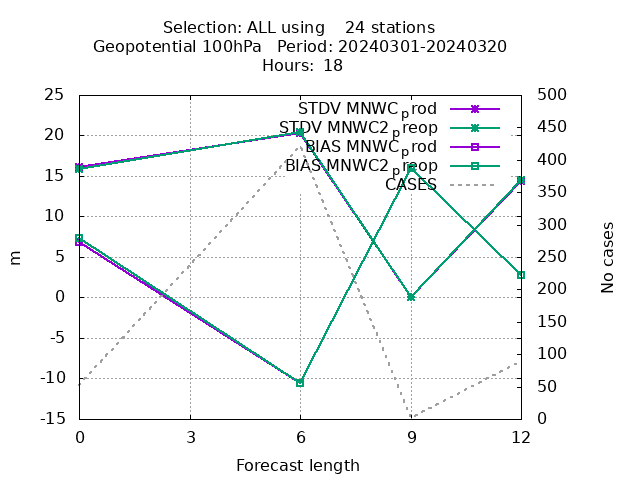 Selection: ALL using    24 stations
Geopotential 100hPa   Period: 20240301-20240320
Hours: 18
STDV MNWC_prod
STDV MNWC2_preop
BIAS MNWC_prod
BIAS MNWC2_preop
CASES
25
20
15
10
5
0
-5
-10
-15
m
500
450
400
350
300
250
200
150
100
50
0
No cases
0 3 6 9 12
Forecast length